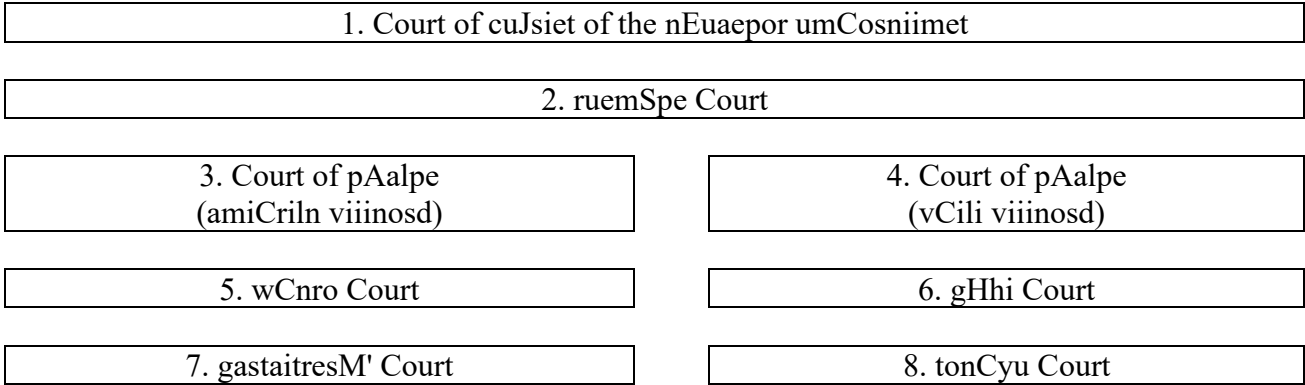 1. Court of cuJsiet of the nEuaepor umCosniimet
2. ruemSpe Court
3. Court of pAalpe
(amiCriln viiinosd)
4. Court of pAalpe
(vCili viiinosd)
5. wCnro Court
6. gHhi Court
7. gastaitresM' Court
8. tonCyu Court